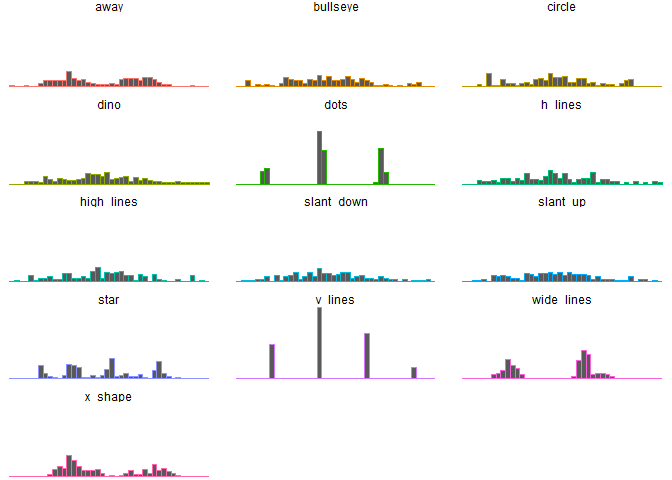 away bullseye circle
dino dots h_lines
high_lines slant_down slant_up
star v_lines wide_lines
x_shape